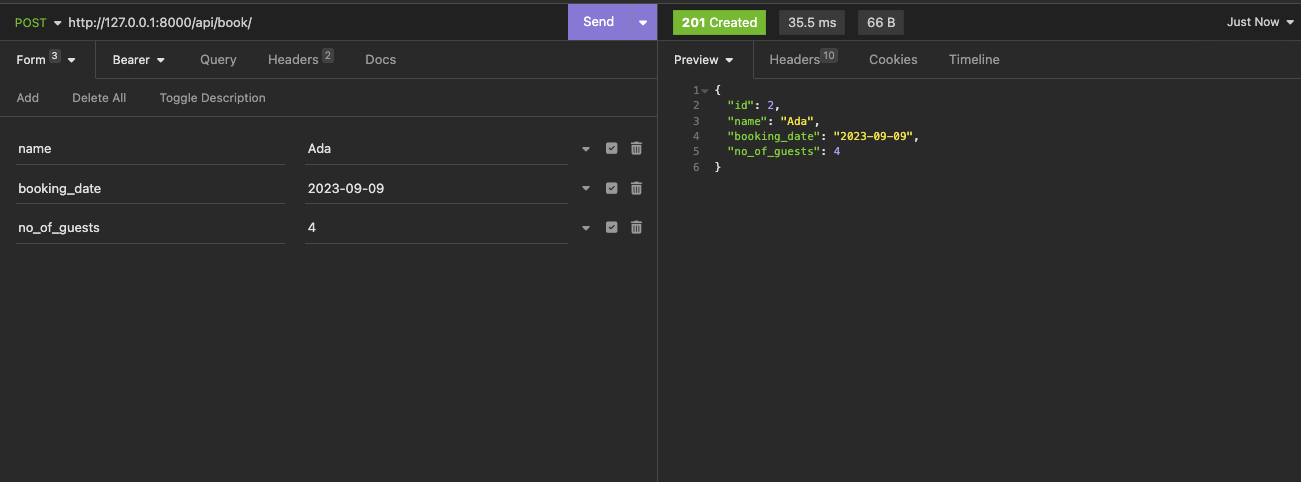 POST http://127.0.0.1:8000/api/book/ Send
Form 3 Bearer Query Headers 2 Docs
Add Delete All Toggle Description
name Ada
booking_date 2023-09-09
no_of_guests 4
201 Created 35.5 ms 66 B Just Now
Preview Headers 10 Cookies Timeline
1 {
2 "id": 2,
3 "name": "Ada",
4 "booking_date": "2023-09-09",
5 "no_of_guests": 4
6 }